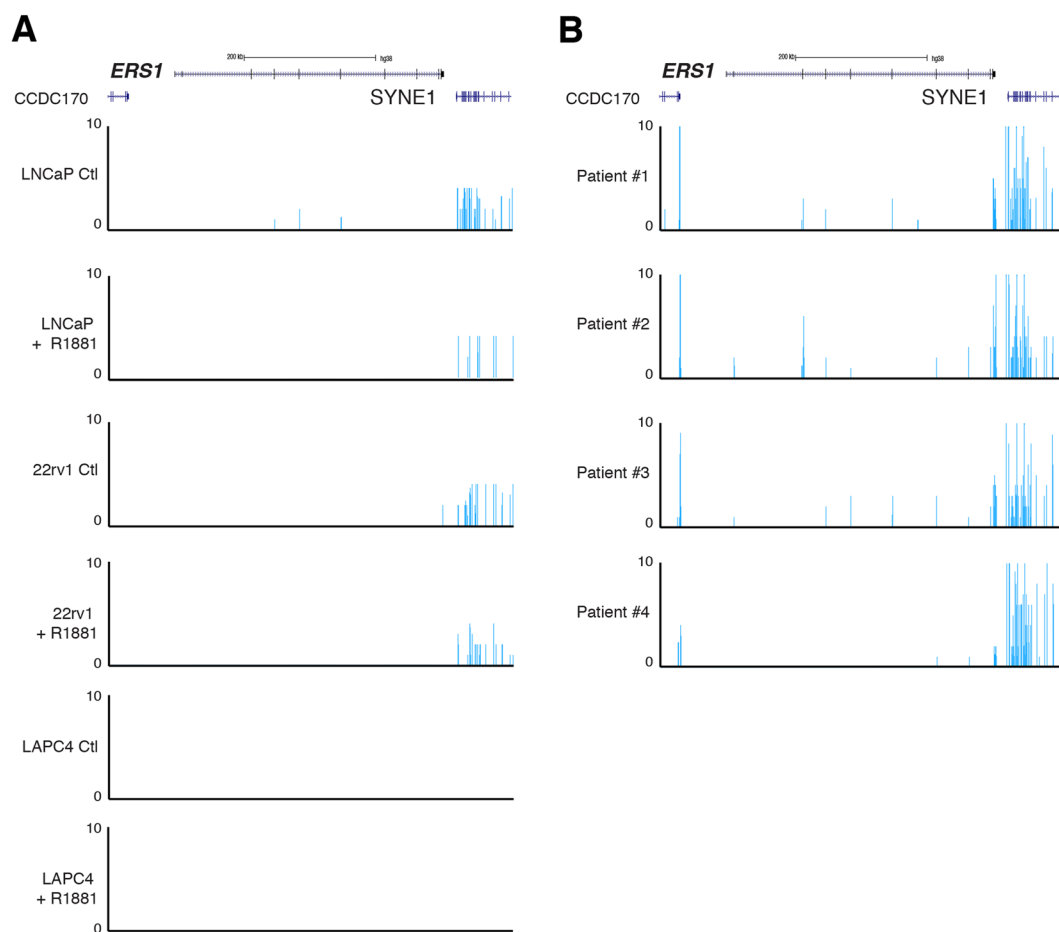 A
200 kb
hg38
ERS1
CCDC170
SYNE1
10
LNCaP Ctl
0
10
LNCaP
+ R1881
0
10
22rv1 Ctl
0
10
22rv1
+ R1881
0
10
LAPC4 Ctl
0
10
LAPC4
+ R1881
0
B
200 kb
hg38
ERS1
CCDC170
SYNE1
10
Patient #1
0
10
Patient #2
0
10
Patient #3
0
10
Patient #4
0